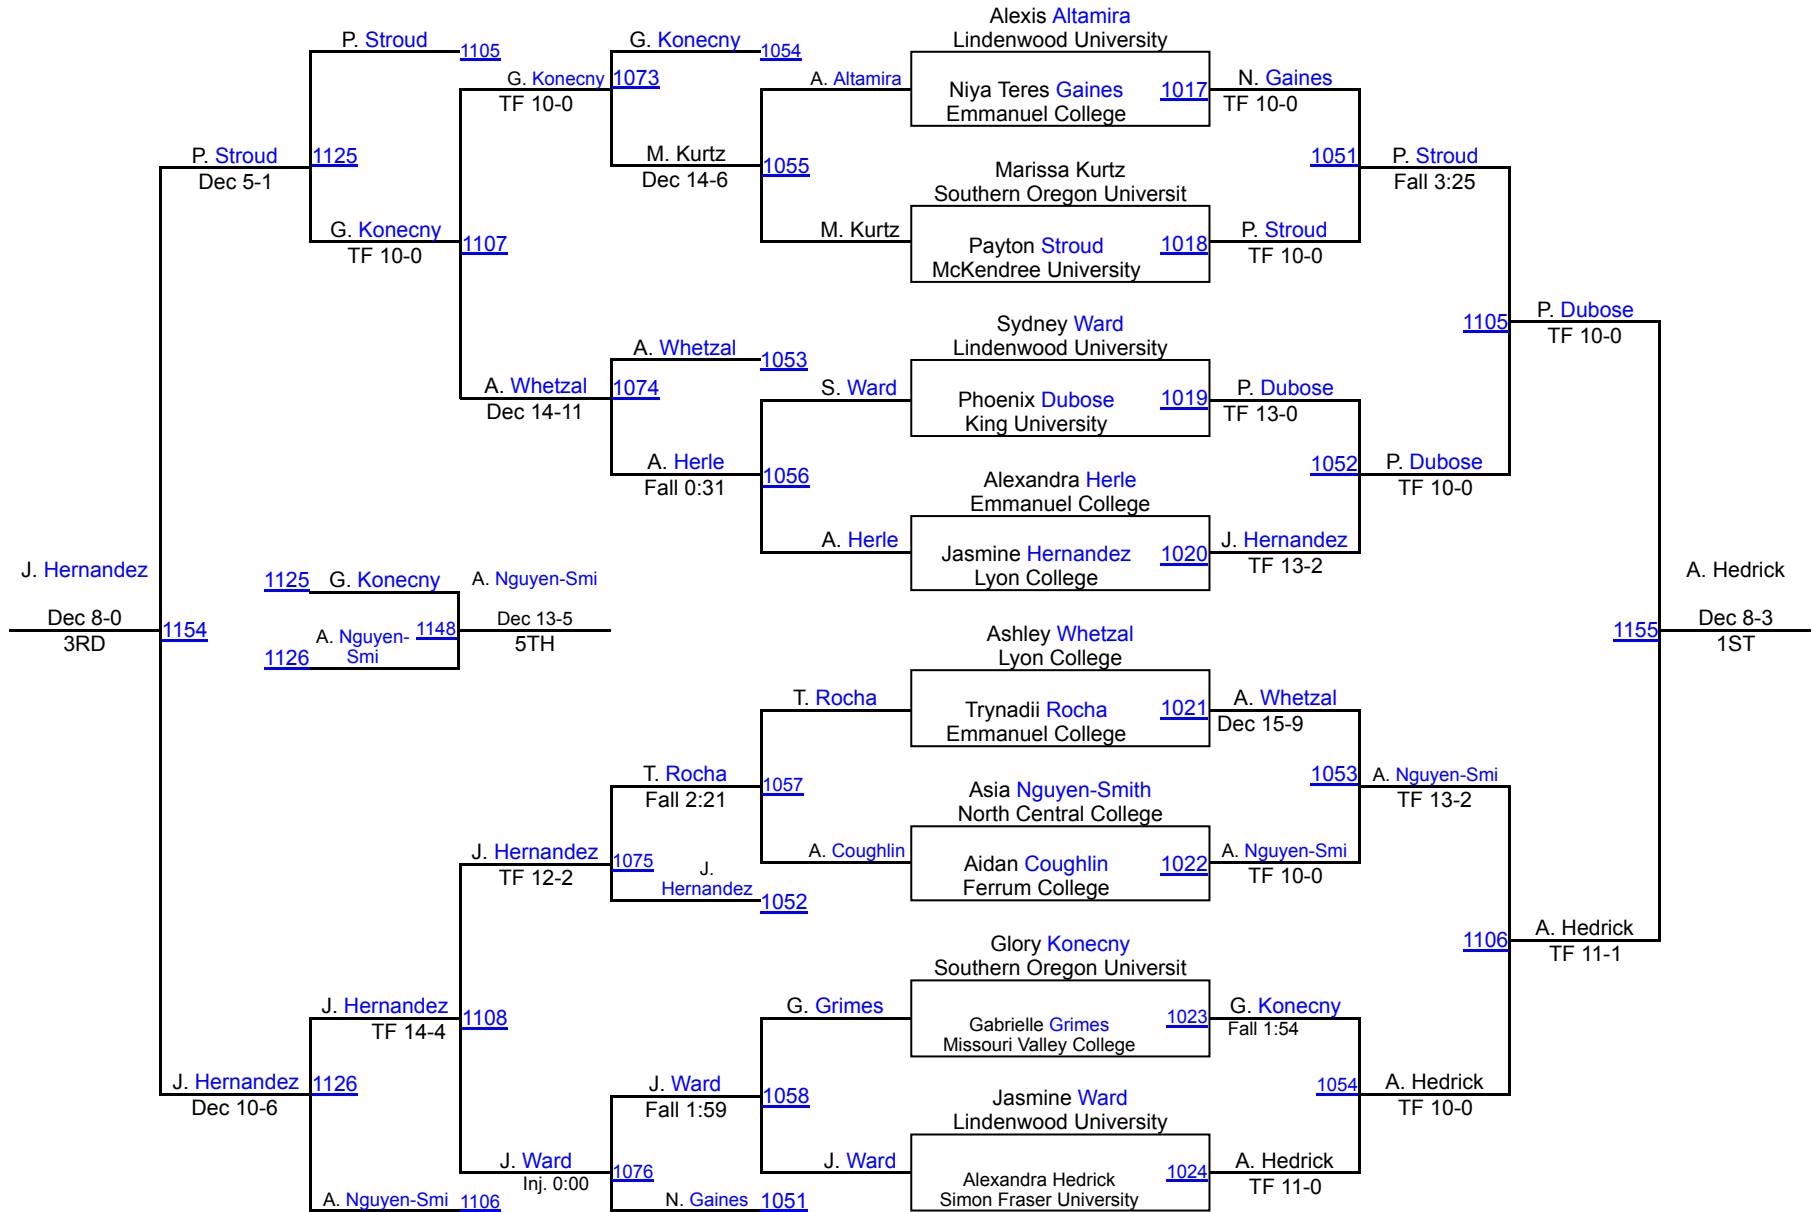 Alexis Altamira
Lindenwood University
P. Stroud
1105
G. Konecny
1054
G. Konecny
1073
TF 10-0
A. Altamira
Niya Teres Gaines
1017
Emmanuel College
N. Gaines
TF 10-0
P. Stroud
1125
Dec 5-1
M. Kurtz
1055
Dec 14-6
Marissa Kurtz
Southern Oregon Universit
1051
P. Stroud
Fall 3:25
G. Konecny
1107
TF 10-0
M. Kurtz
Payton Stroud
1018
McKendree University
P. Stroud
TF 10-0
Sydney Ward
Lindenwood University
1105
P. Dubose
TF 10-0
A. Whetzal
1053
A. Whetzal
1074
Dec 14-11
S. Ward
Phoenix Dubose
1019
King University
P. Dubose
TF 13-0
A. Herle
1056
Fall 0:31
Alexandra Herle
Emmanuel College
1052
P. Dubose
TF 10-0
A. Herle
Jasmine Hernandez
1020
Lyon College
J. Hernandez
TF 13-2
J. Hernandez
Dec 8-0
3RD
1154
1125
G. Konecny
A. Nguyen-Smi
1126
A. Nguyen-
Smi
1148
Dec 13-5
5TH
A. Hedrick
1155
Dec 8-3
1ST
Ashley Whetzal
Lyon College
T. Rocha
Trynadii Rocha
1021
Emmanuel College
A. Whetzal
Dec 15-9
T. Rocha
1057
Fall 2:21
Asia Nguyen-Smith
North Central College
1053
A. Nguyen-Smi
TF 13-2
J. Hernandez
1075
TF 12-2
J.
Hernandez
1052
A. Coughlin
Aidan Coughlin
1022
Ferrum College
A. Nguyen-Smi
TF 10-0
Glory Konecny
Southern Oregon Universit
1106
A. Hedrick
TF 11-1
J. Hernandez
1108
TF 14-4
G. Grimes
Gabrielle Grimes
1023
Missouri Valley College
G. Konecny
Fall 1:54
J. Hernandez
1126
Dec 10-6
J. Ward
1058
Fall 1:59
Jasmine Ward
Lindenwood University
1054
A. Hedrick
TF 10-0
J. Ward
1076
Inj. 0:00
J. Ward
Alexandra Hedrick
1024
Simon Fraser University
A. Hedrick
TF 11-0
A. Nguyen-Smi
1106
N. Gaines
1051